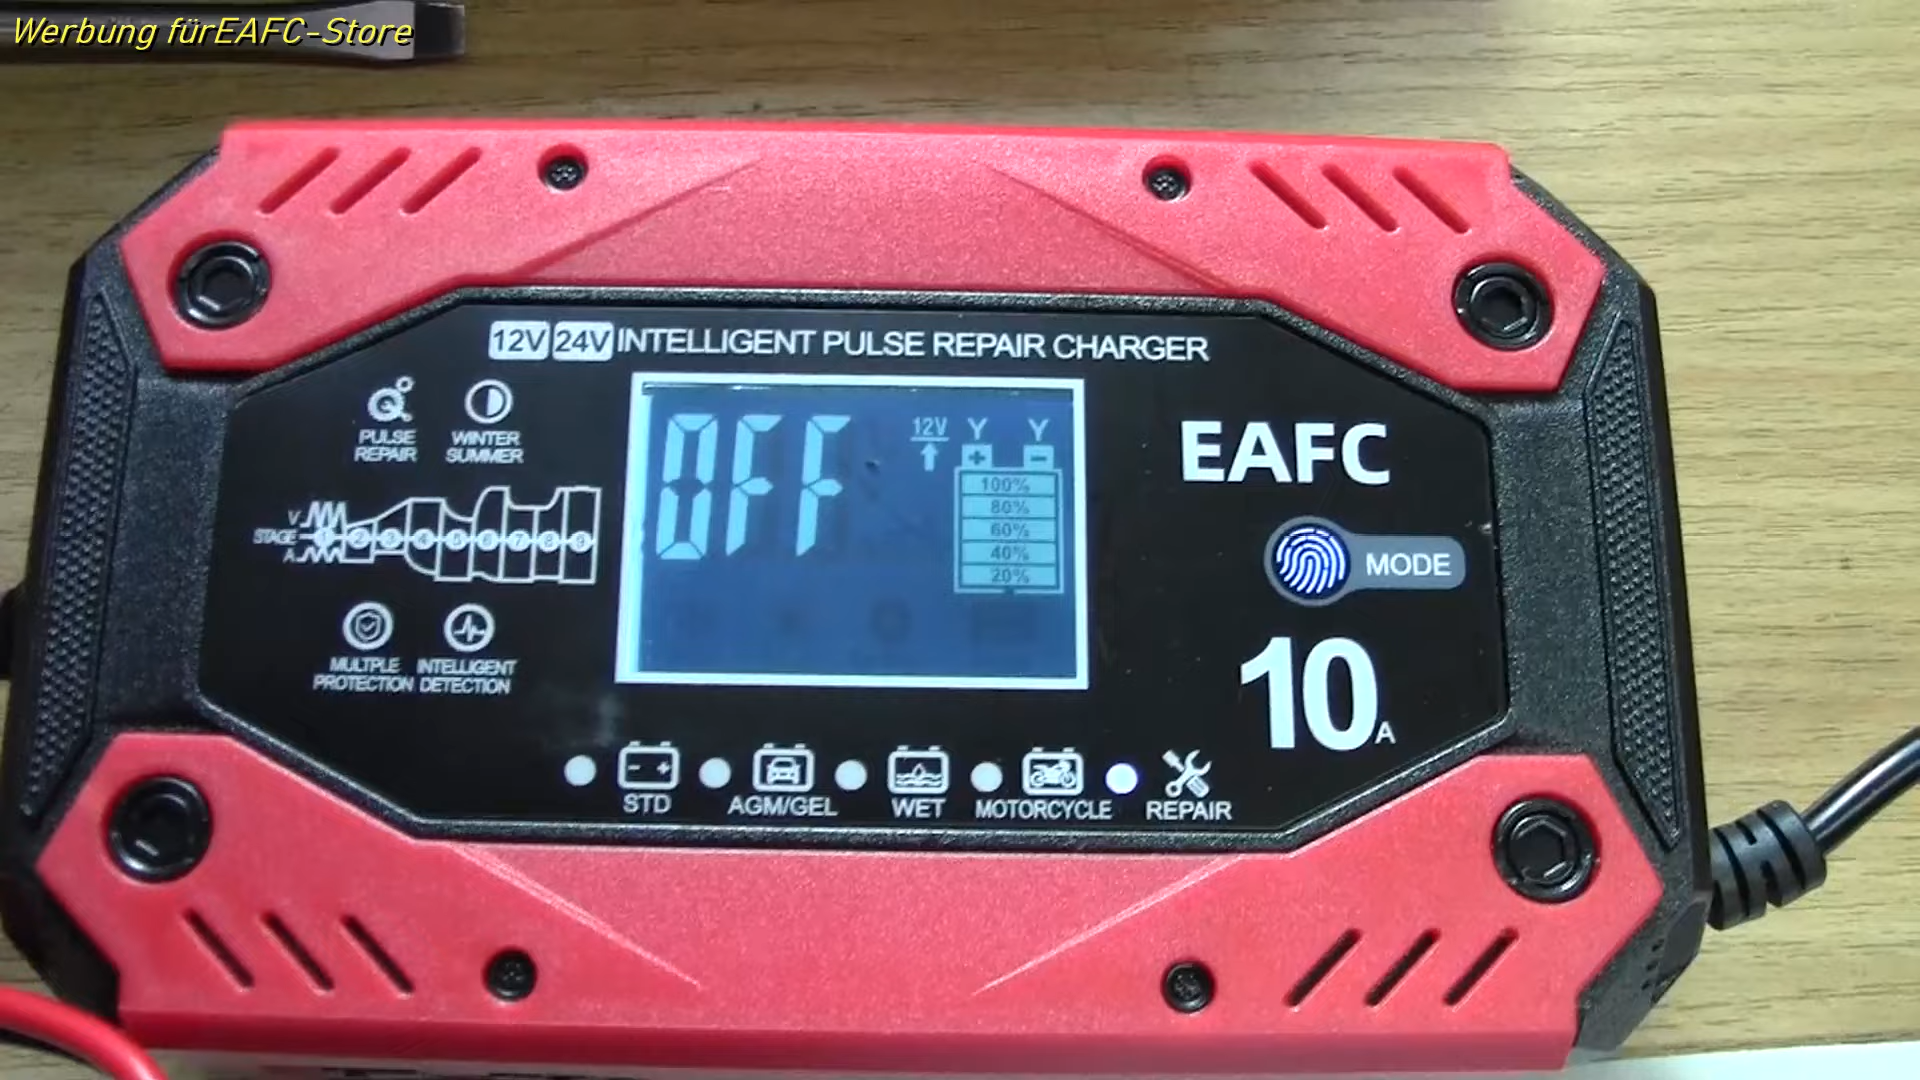 Werbung fürEAFC-Store
12V 24V INTELLIGENT PULSE REPAIR CHARGER
PULSE REPAIR
WINTER SUMMER
OFF
12V
Y Y
+ -
100%
80%
60%
40%
20%
EAFC
V
STAGE 1 2 3 4 5 6 7 8 9
A
MODE
MULTPLE PROTECTION
INTELLIGENT DETECTION
10A
STD
AGM/GEL
WET
MOTORCYCLE
REPAIR